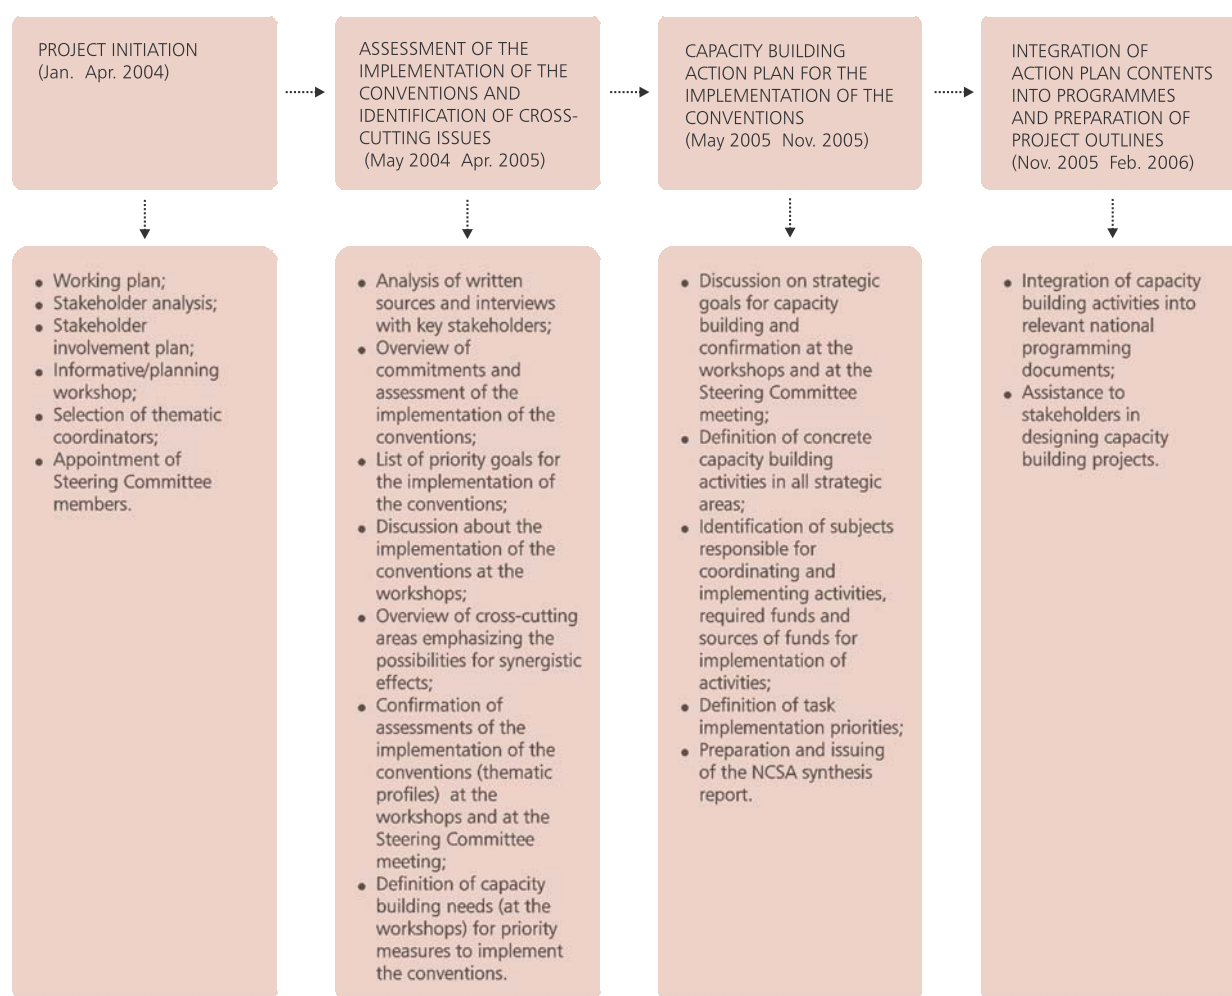 PROJECT INITIATION
(Jan.  Apr. 2004)
ASSESSMENT OF THE
IMPLEMENTATION OF THE
CONVENTIONS AND
IDENTIFICATION OF CROSS-
CUTTING ISSUES
(May 2004  Apr. 2005)
CAPACITY BUILDING
ACTION PLAN FOR THE
IMPLEMENTATION OF THE
CONVENTIONS
(May 2005  Nov. 2005)
INTEGRATION OF
ACTION PLAN CONTENTS
INTO PROGRAMMES
AND PREPARATION OF
PROJECT OUTLINES
(Nov. 2005  Feb. 2006)
• Working plan;
• Stakeholder analysis;
• Stakeholder
involvement plan;
• Informative/planning
workshop;
• Selection of thematic
coordinators;
• Appointment of
Steering Committee
members.
• Analysis of written
sources and interviews
with key stakeholders;
• Overview of
commitments and
assessment of the
implementation of the
conventions;
• List of priority goals for
the implementation of
the conventions;
• Discussion about the
implementation of the
conventions at the
workshops;
• Overview of cross-cutting
areas emphasizing the
possibilities for synergistic
effects;
• Confirmation of
assessments of the
implementation of the
conventions (thematic
profiles)  at the
workshops and at the
Steering Committee
meeting;
• Definition of capacity
building needs (at the
workshops) for priority
measures to implement
the conventions.
• Discussion on strategic
goals for capacity
building and
confirmation at the
workshops and at the
Steering Committee
meeting;
• Definition of concrete
capacity building
activities in all strategic
areas;
• Identification of subjects
responsible for
coordinating and
implementing activities,
required funds and
sources of funds for
implementation of
activities;
• Definition of task
implementation priorities;
• Preparation and issuing
of the NCSA synthesis
report.
• Integration of capacity
building activities into
relevant national
programming
documents;
• Assistance to
stakeholders in
designing capacity
building projects.